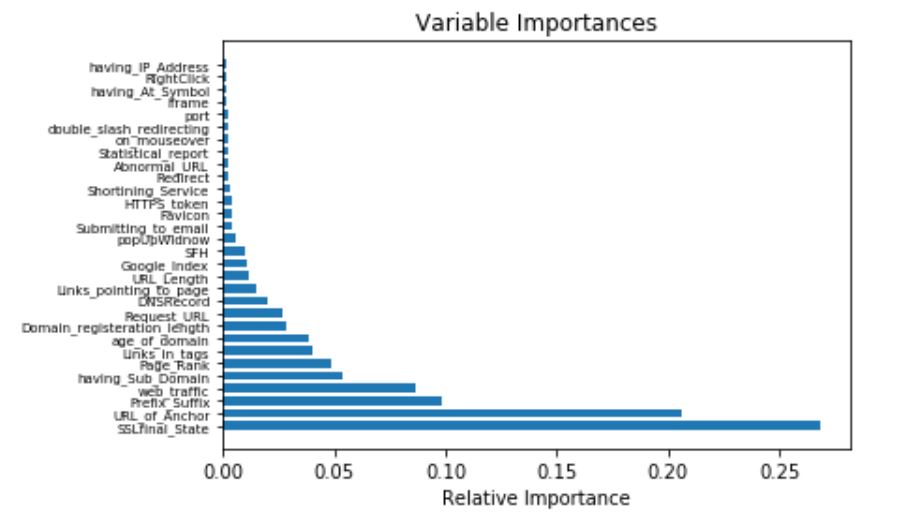 Variable Importances
having_IP_Address
RightClick
having_At_Symbol
Iframe
port
double_slash_redirecting
on_mouseover
Statistical_report
Abnormal_URL
Redirect
Shortining_Service
HTTPS_token
Favicon
Submitting_to_email
popUpWidnow
SFH
Google_Index
URL_Length
Links_pointing_to_page
DNSRecord
Request_URL
Domain_registeration_length
age_of_domain
Links_in_tags
Page_Rank
having_Sub_Domain
web_traffic
Prefix_Suffix
URL_of_Anchor
SSLfinal_State
0.00 0.05 0.10 0.15 0.20 0.25
Relative Importance